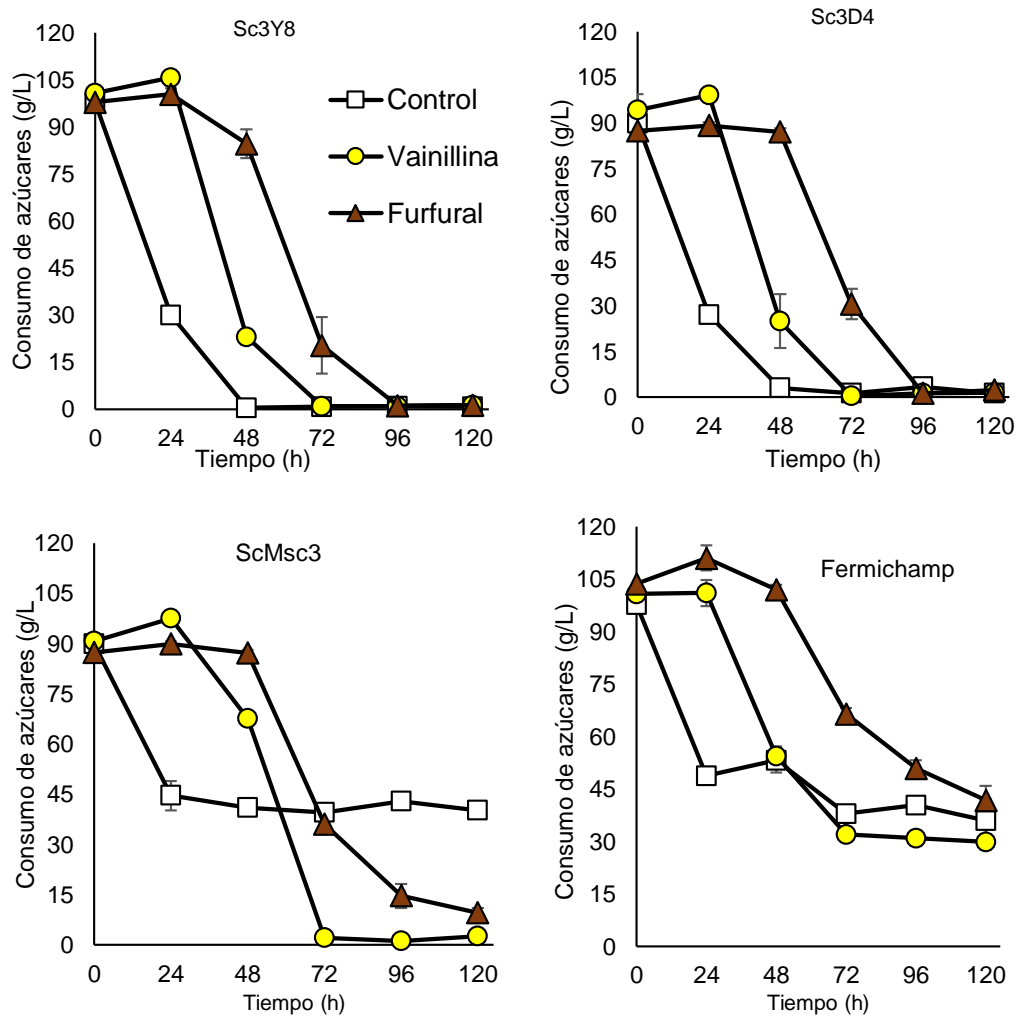 Sc3Y8
Consumo de azúcares (g/L)
120
105
90
75
60
45
30
15
0
Control
Vainillina
Furfural
0 24 48 72 96 120
Tiempo (h)
Sc3D4
Consumo de azúcares (g/L)
120
105
90
75
60
45
30
15
0
0 24 48 72 96 120
Tiempo (h)
ScMsc3
Consumo de azúcares (g/L
120
105
90
75
60
45
30
15
0
0 24 48 72 96 120
Tiempo (h)
Fermichamp
Consumo de azúcares (g/L)
120
105
90
75
60
45
30
15
0
0 24 48 72 96 120
Tiempo (h)